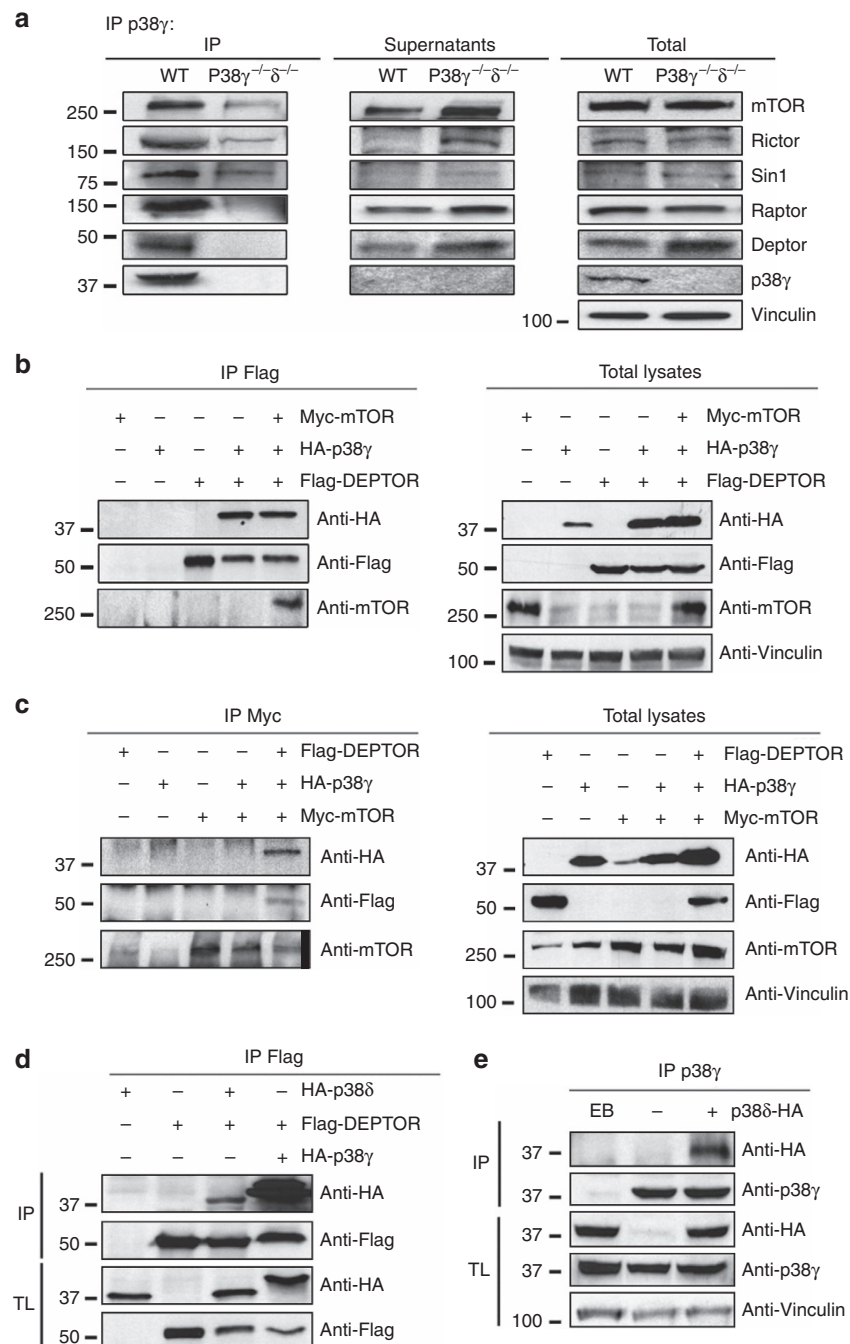 a
IP p38γ:
IP Supernatants Total
WT P38γ−/−δ−/− WT P38γ−/−δ−/− WT P38γ−/−δ−/−
250 mTOR
150 Rictor
75 Sin1
150 Raptor
50 Deptor
37 p38γ
100 Vinculin
b
IP Flag
+ − − − + Myc-mTOR
− + − + + HA-p38γ
− − + + + Flag-DEPTOR
37 Anti-HA
50 Anti-Flag
250 Anti-mTOR
Total lysates
+ − − − + Myc-mTOR
− + − + + HA-p38γ
− − + + + Flag-DEPTOR
37 Anti-HA
50 Anti-Flag
250 Anti-mTOR
100 Anti-Vinculin
c
IP Myc
+ − − − + Flag-DEPTOR
− + − + + HA-p38γ
− − + + + Myc-mTOR
37 Anti-HA
50 Anti-Flag
250 Anti-mTOR
Total lysates
+ − − − + Flag-DEPTOR
− + − + + HA-p38γ
− − + + + Myc-mTOR
37 Anti-HA
50 Anti-Flag
250 Anti-mTOR
100 Anti-Vinculin
d
IP Flag
+ − + − HA-p38δ
− + + + Flag-DEPTOR
− − − + HA-p38γ
IP
37 Anti-HA
50 Anti-Flag
TL
37 Anti-HA
50 Anti-Flag
e
IP p38γ
EB − + p38δ-HA
IP
37 Anti-HA
37 Anti-p38γ
TL
37 Anti-HA
37 Anti-p38γ
100 Anti-Vinculin